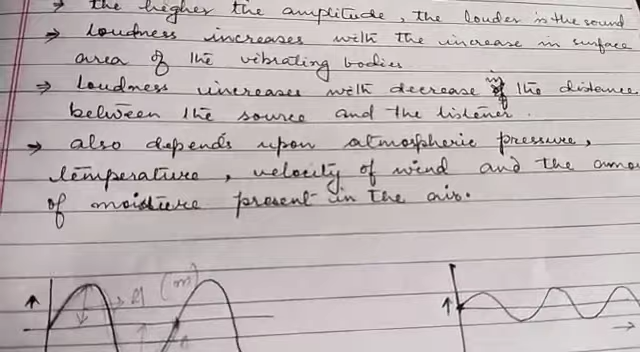 → the higher the amplitude, the louder is the sound
⇒ loudness increases with the increase in surface
area of the vibrating bodies
⇒ loudness increases with decrease in the distance
between the source and the listener.
→ also depends upon atmospheric pressure,
temperature, velocity of wind and the amo
of moisture present in the air.
(m)